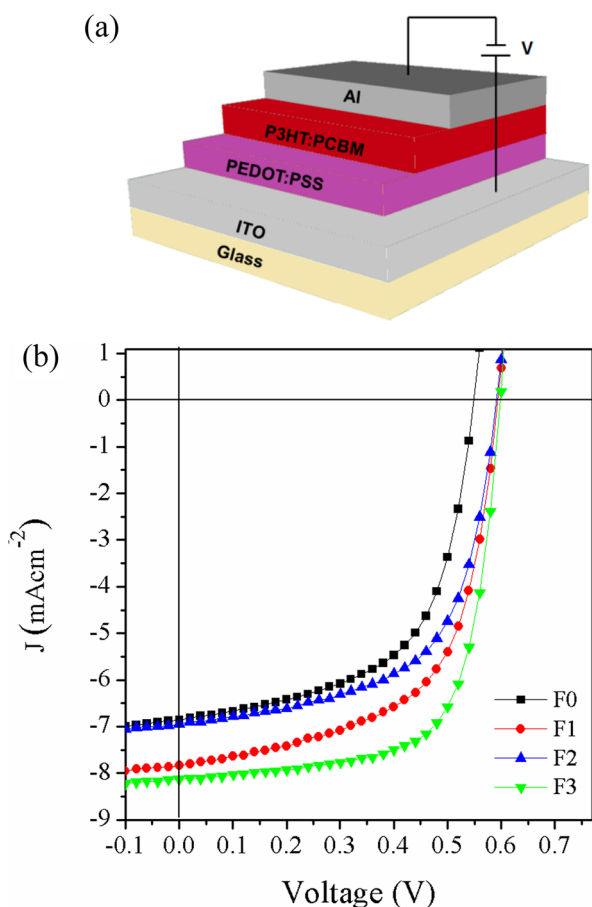 (a)
V
Al
P3HT:PCBM
PEDOT:PSS
ITO
Glass
(b)
1
0
-1
-2
-3
-4
-5
-6
-7
-8
-9
J (mAcm-2)
F0
F1
F2
F3
-0.1 0.0 0.1 0.2 0.3 0.4 0.5 0.6 0.7
Voltage (V)